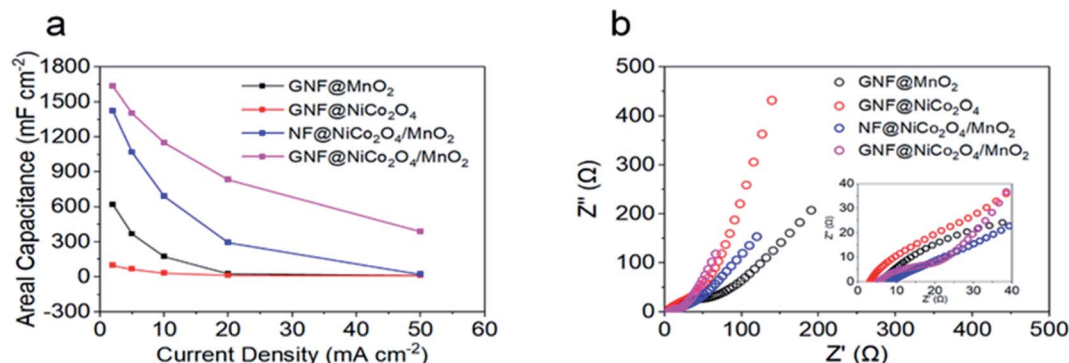 a
Areal Capacitance (mF cm⁻²)
1800
1500
1200
900
600
300
0
-300
GNF@MnO₂
GNF@NiCo₂O₄
NF@NiCo₂O₄/MnO₂
GNF@NiCo₂O₄/MnO₂
0 10 20 30 40 50 60
Current Density (mA cm⁻²)
b
Z" (Ω)
500
400
300
200
100
0
GNF@MnO₂
GNF@NiCo₂O₄
NF@NiCo₂O₄/MnO₂
GNF@NiCo₂O₄/MnO₂
Z" (Ω)
40
30
20
10
0
0 10 20 30 40
Z' (Ω)
0 100 200 300 400 500
Z' (Ω)